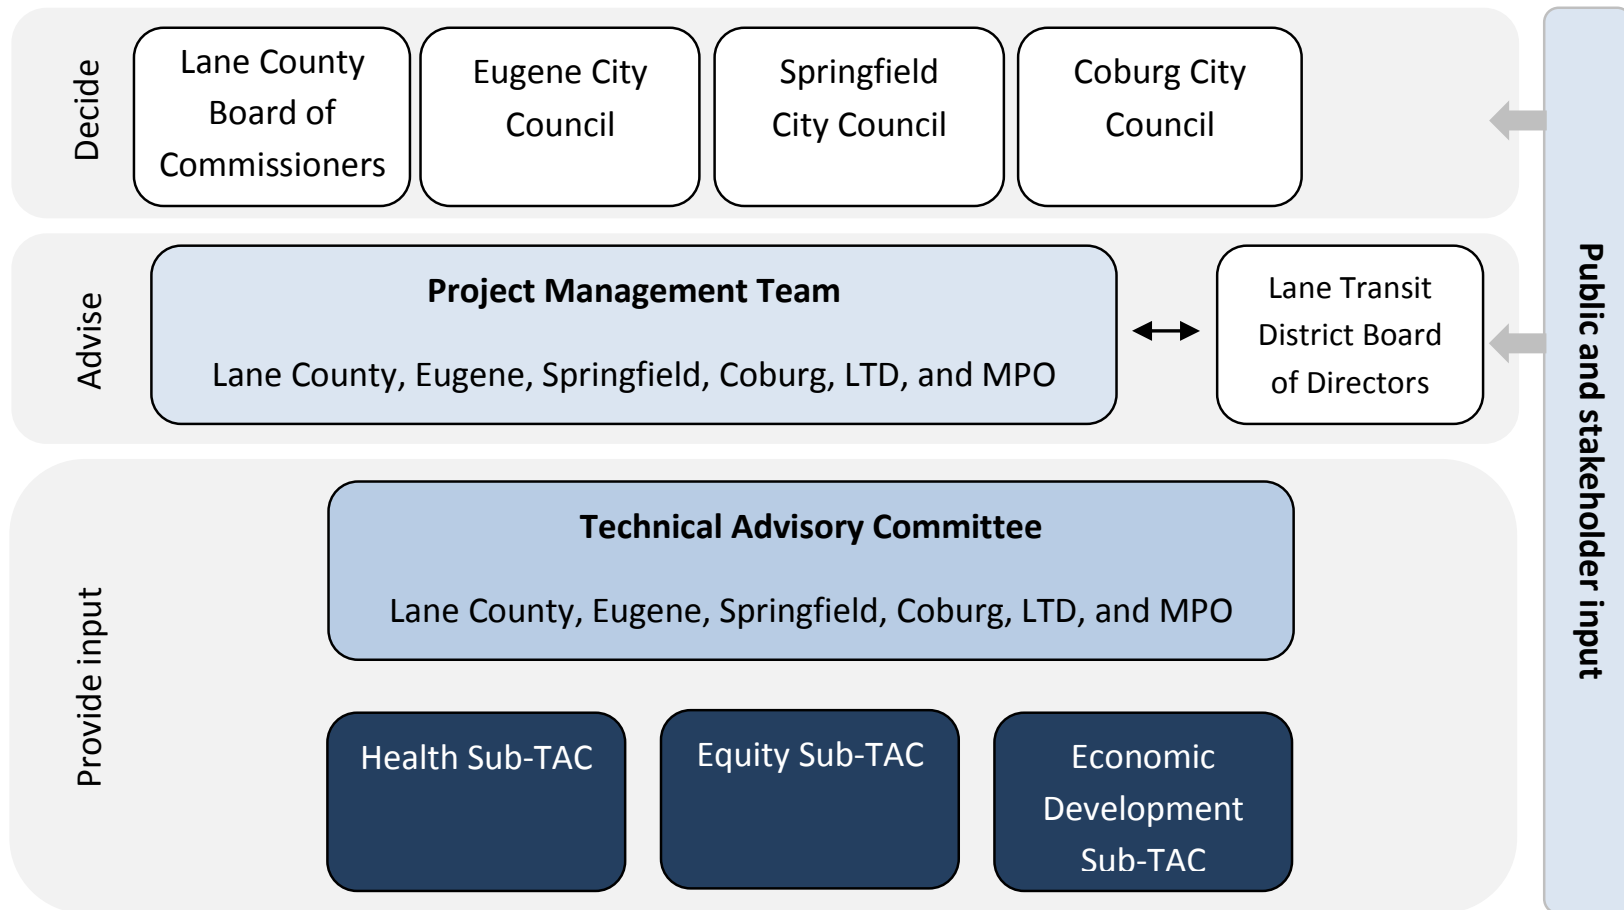 Decide
Lane County
Board of
Commissioners
Eugene City
Council
Springfield
City Council
Coburg City
Council
Advise
Project Management Team
Lane County, Eugene, Springfield, Coburg, LTD, and MPO
Lane Transit
District Board
of Directors
Provide input
Technical Advisory Committee
Lane County, Eugene, Springfield, Coburg, LTD, and MPO
Health Sub-TAC
Equity Sub-TAC
Economic
Development
Sub-TAC
Public and stakeholder input